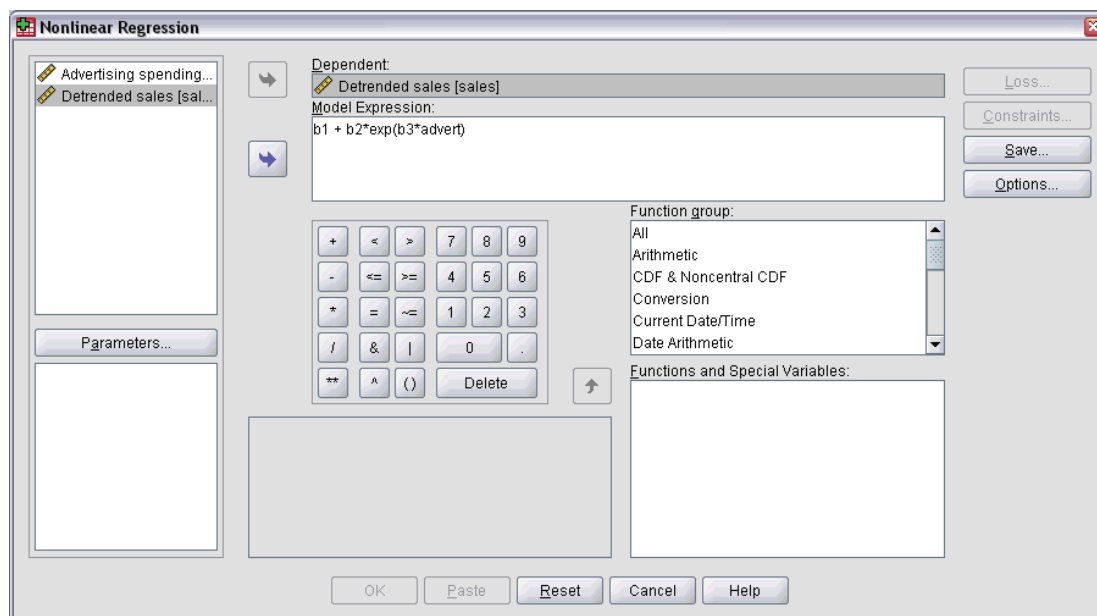 Nonlinear Regression
Advertising spending...
Detrended sales [sal...
Dependent:
Detrended sales [sales]
Model Expression:
b1 + b2*exp(b3*advert)
Loss...
Constraints...
Save...
Options...
+ < > 7 8 9
- <= >= 4 5 6
* = ~= 1 2 3
/ & | 0 .
** ^ () Delete
Function group:
All
Arithmetic
CDF & Noncentral CDF
Conversion
Current Date/Time
Date Arithmetic
Parameters...
Functions and Special Variables:
OK Paste Reset Cancel Help